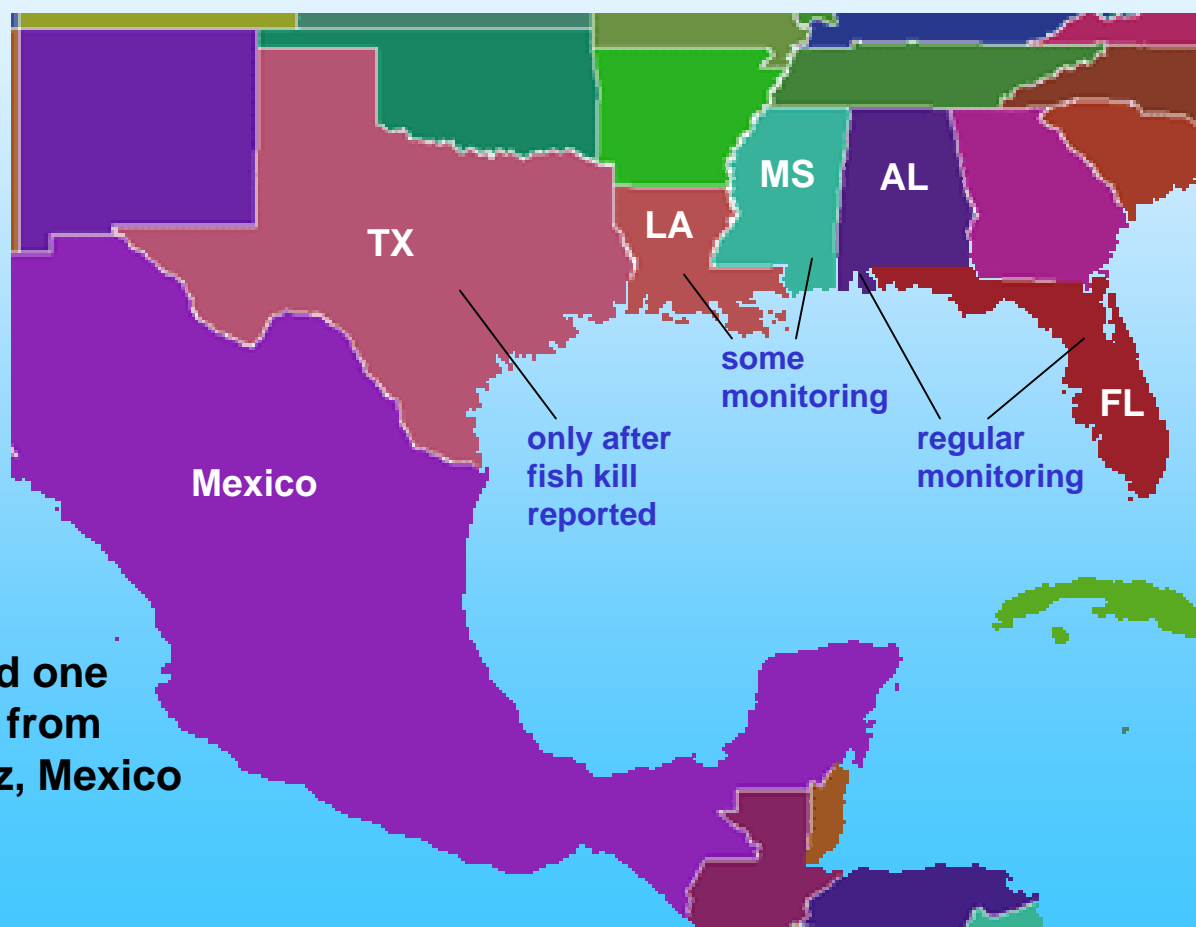 MS
AL
LA
TX
some
monitoring
FL
only after
fish kill
reported
regular
monitoring
Mexico
d one
from
z, Mexico